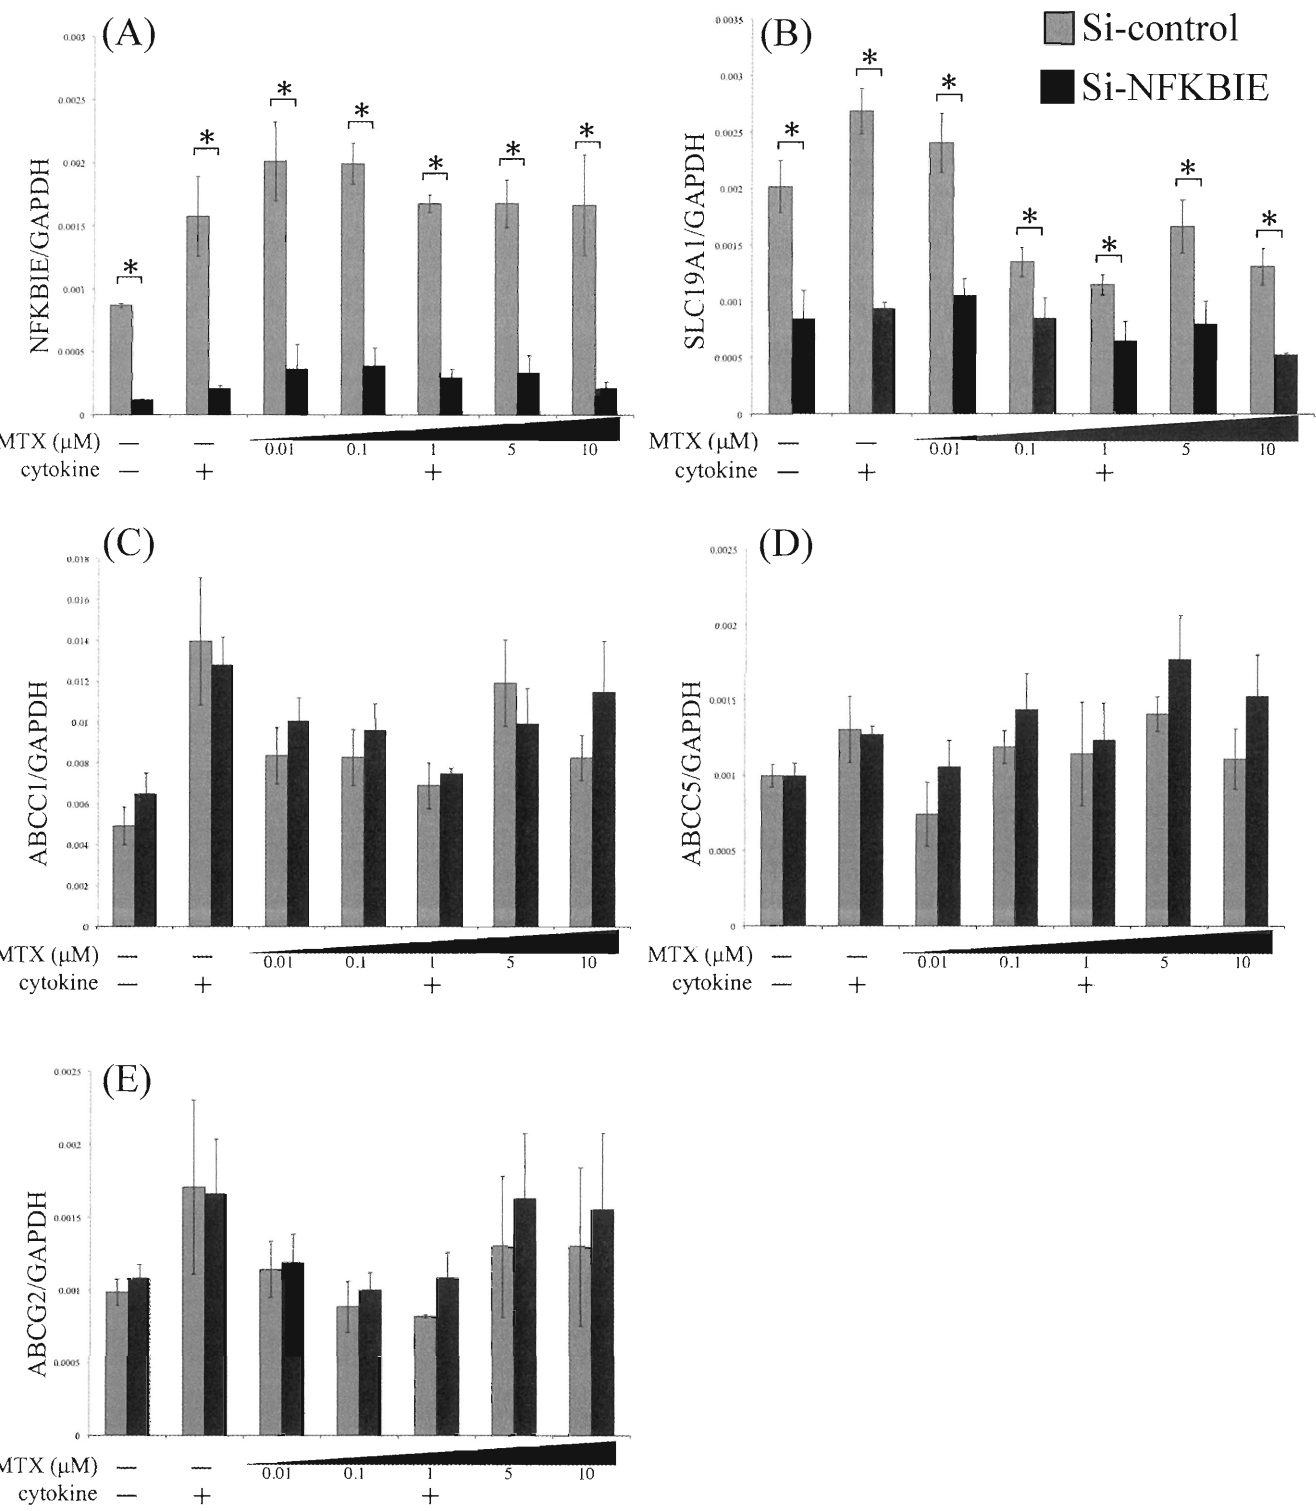 (A)
0.003
0.0025
0.002
0.0015
0.001
0.0005
0
NFKBIE/GAPDH
* * * * * * *
MTX (μM) — — 0.01 0.1 1 5 10
cytokine — + +
(B)
Si-control
Si-NFKBIE
0.0035
0.003
0.0025
0.002
0.0015
0.001
0.0005
0
SLC19A1/GAPDH
* * * * * * *
MTX (μM) — — 0.01 0.1 1 5 10
cytokine — + +
(C)
0.018
0.016
0.014
0.012
0.01
0.008
0.006
0.004
0.002
0
ABCC1/GAPDH
MTX (μM) — — 0.01 0.1 1 5 10
cytokine — + +
(D)
0.0025
0.002
0.0015
0.001
0.0005
0
ABCC5/GAPDH
MTX (μM) — — 0.01 0.1 1 5 10
cytokine — + +
(E)
0.0025
0.002
0.0015
0.001
0.0005
0
ABCG2/GAPDH
MTX (μM) — — 0.01 0.1 1 5 10
cytokine — + +